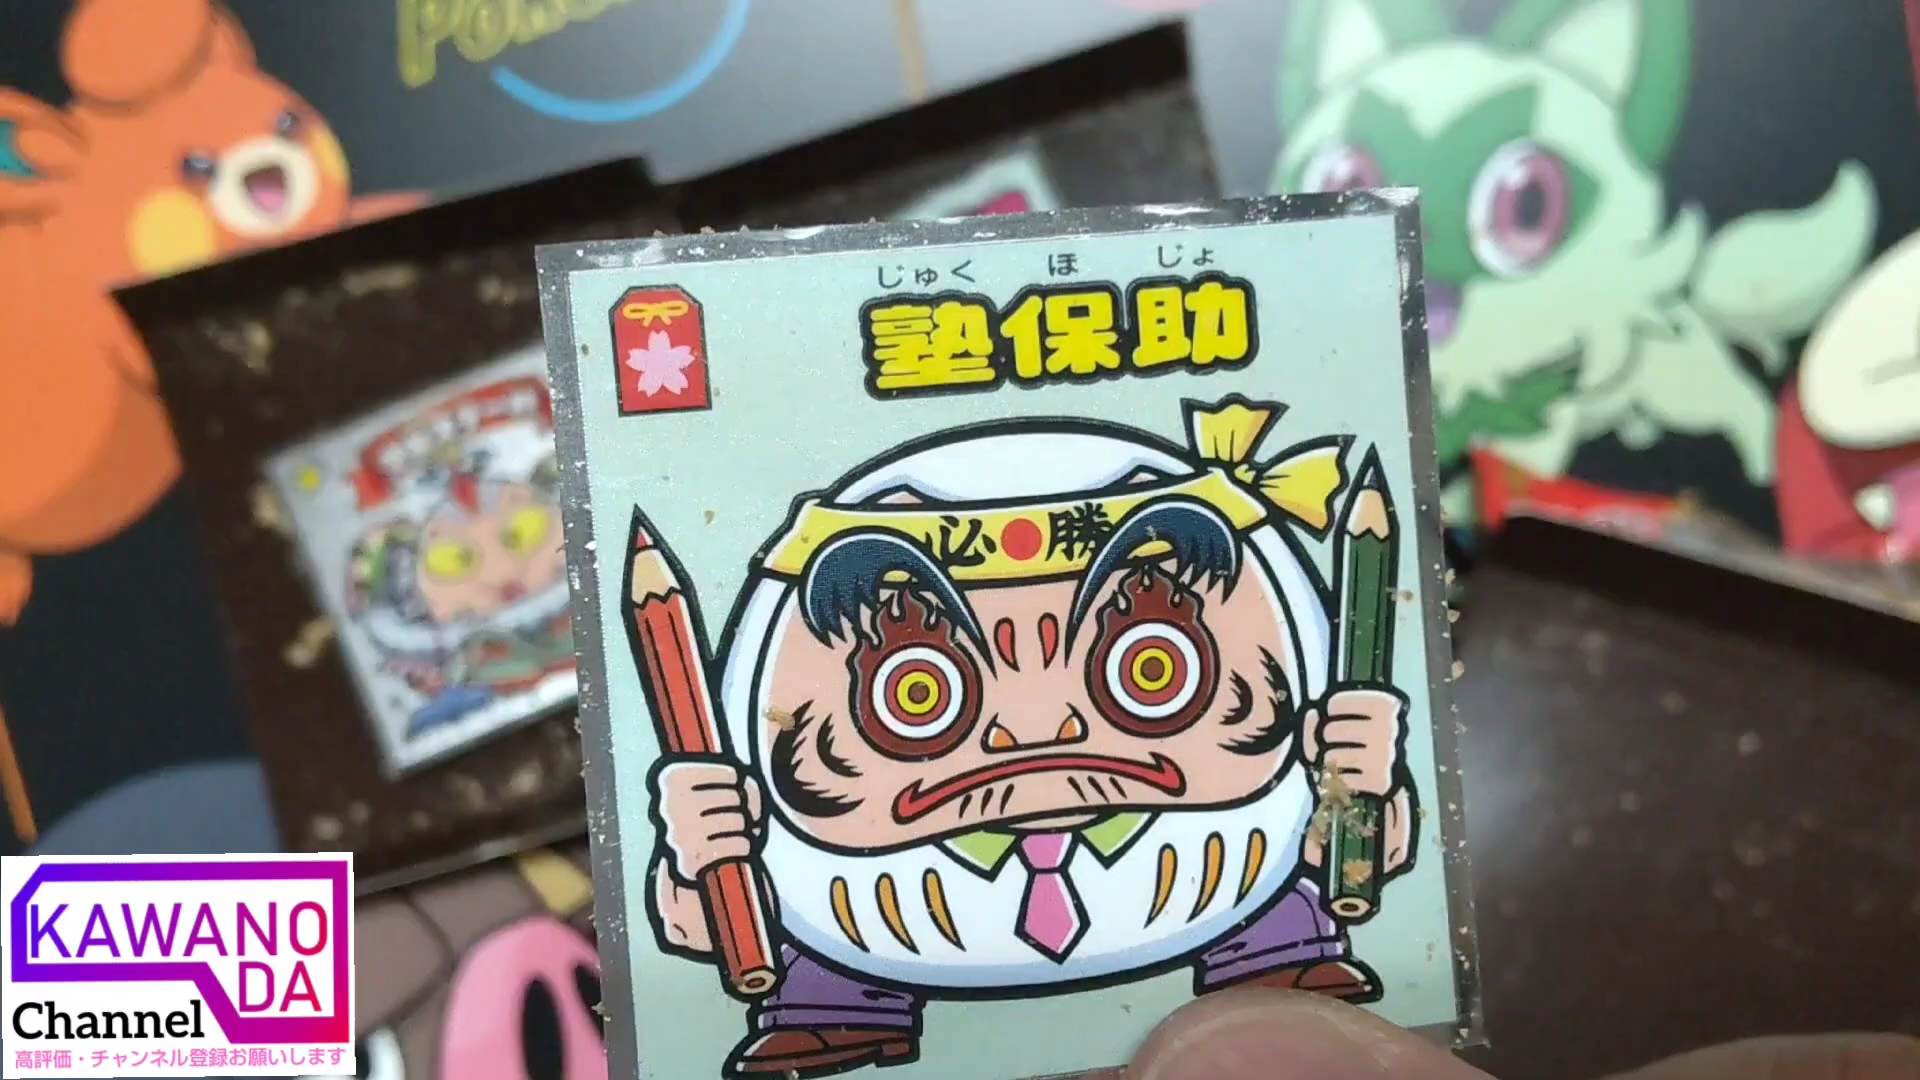 じゅく ほ じょ
塾保助
必勝
KAWANO
DA
Channel
高評価・チャンネル登録お願いします